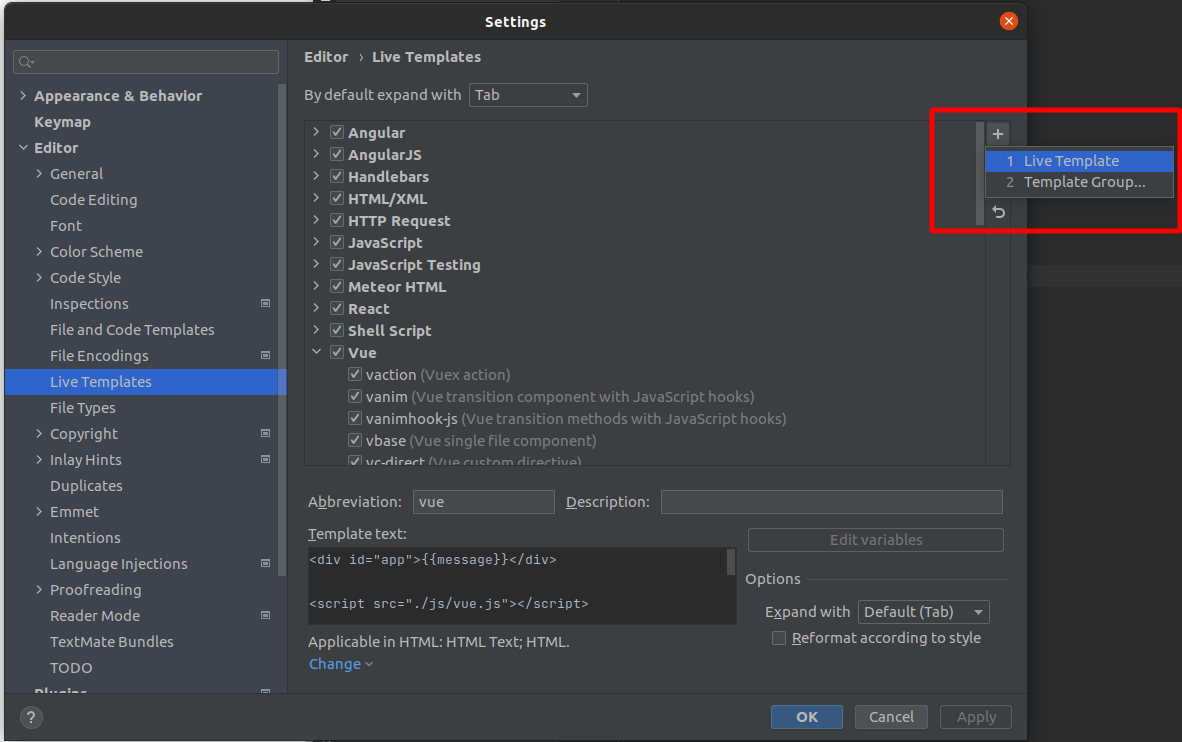 Settings
Appearance & Behavior
Keymap
Editor
General
Code Editing
Font
Color Scheme
Code Style
Inspections
File and Code Templates
File Encodings
Live Templates
File Types
Copyright
Inlay Hints
Duplicates
Emmet
Intentions
Language Injections
Proofreading
Reader Mode
TextMate Bundles
TODO
Plugins
Editor › Live Templates
By default expand with Tab
Angular
AngularJS
Handlebars
HTML/XML
HTTP Request
JavaScript
JavaScript Testing
Meteor HTML
React
Shell Script
Vue
vaction (Vuex action)
vanim (Vue transition component with JavaScript hooks)
vanimhook-js (Vue transition methods with JavaScript hooks)
vbase (Vue single file component)
vc-direct (Vue custom directive)
1 Live Template
2 Template Group...
Abbreviation: vue Description:
Template text:
<div id="app">{{message}}</div>
<script src="./js/vue.js"></script>
Applicable in HTML: HTML Text; HTML.
Change
Edit variables
Options
Expand with Default (Tab)
Reformat according to style
? OK Cancel Apply